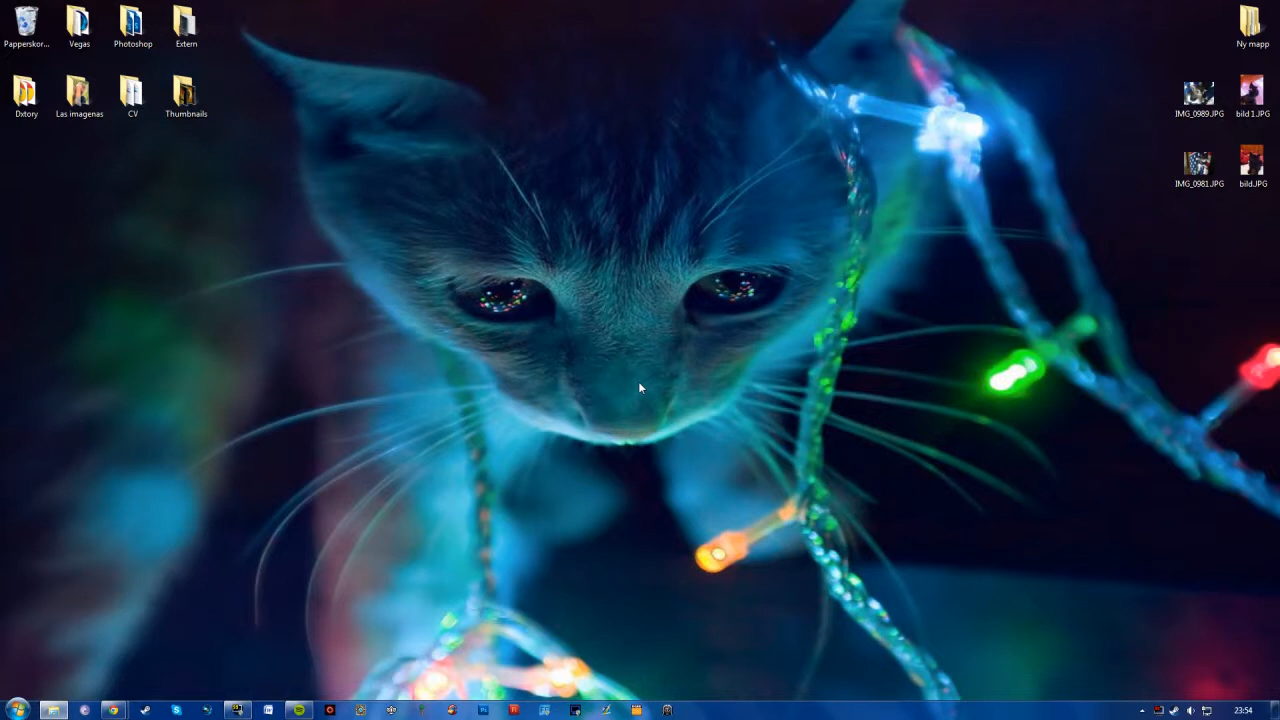 Papperskor...
Vegas
Photoshop
Extern
Ny mapp
Dxtory
Las imagenas
CV
Thumbnails
IMG_0989.JPG
bild 1.JPG
IMG_0981.JPG
bild.JPG
23:54